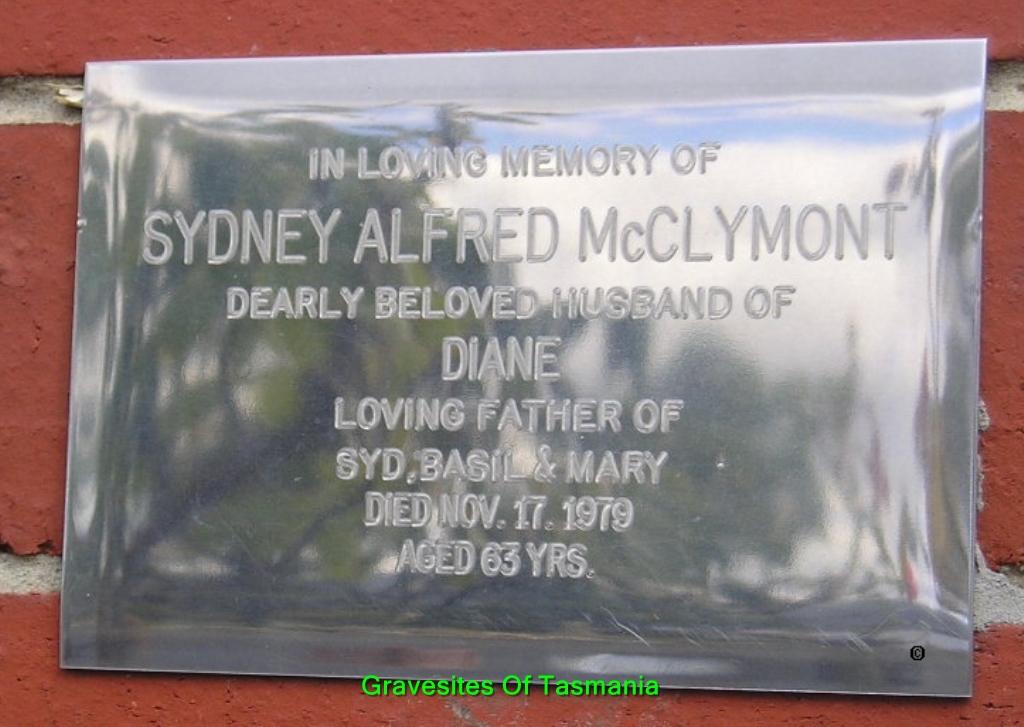 IN LOVING MEMORY OF
SYDNEY ALFRED McCLYMONT
DEARLY BELOVED HUSBAND OF
DIANE
LOVING FATHER OF
SYD, BASIL & MARY
DIED NOV. 17. 1979
AGED 63 YRS.
©
Gravesites Of Tasmania